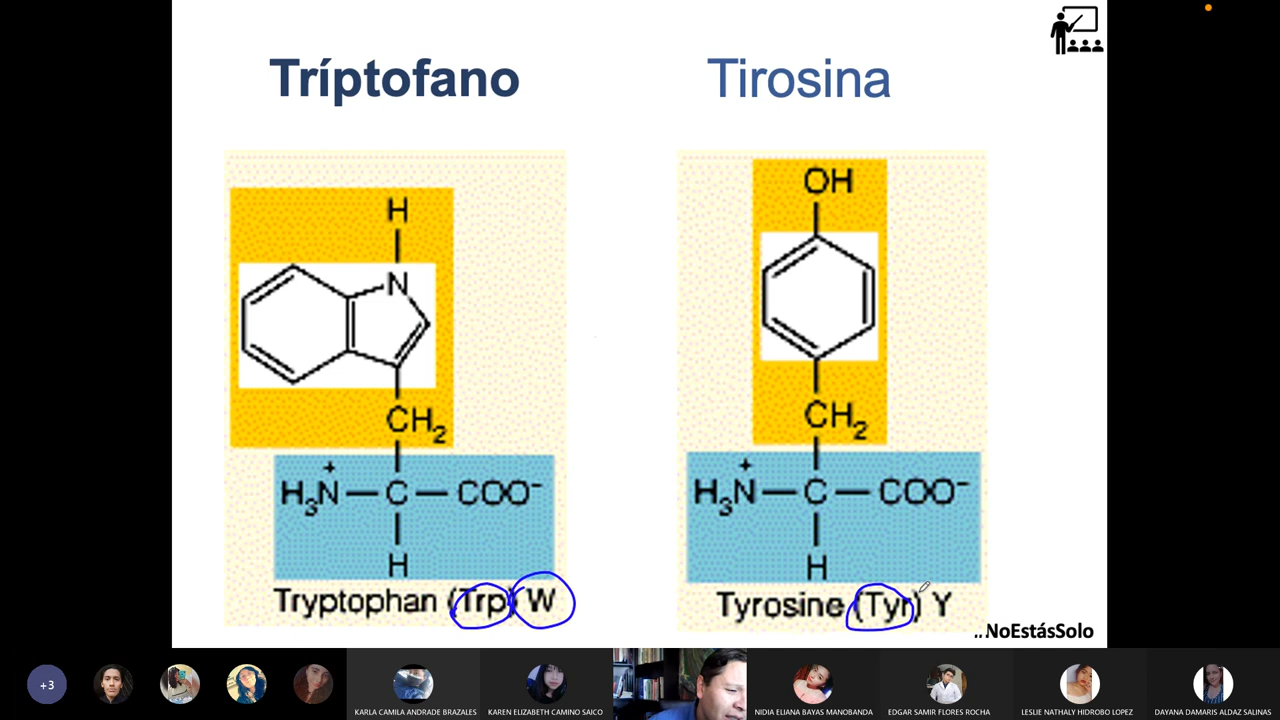 Tríptofano
Tirosina
H
N
CH2
H3N+ — C — COO-
H
Tryptophan (Trp) W
OH
CH2
H3N+ — C — COO-
H
Tyrosine (Tyr) Y
#NoEstásSolo
+3
KARLA CAMILA ANDRADE BRAZALES
KAREN ELIZABETH CAMINO SAICO
NIDIA ELIANA BAYAS MANOBANDA
EDGAR SAMIR FLORES ROCHA
LESLIE NATHALY HIDROBO LOPEZ
DAYANA DAMARIS ALDAZ SALINAS